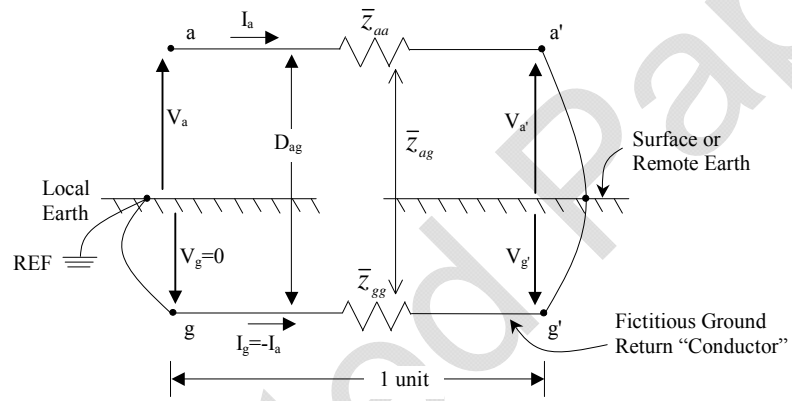 a
I_a
z̅_aa
a'
V_a
D_ag
z̅_ag
V_a'
Surface or
Remote Earth
Local
Earth
REF
V_g=0
V_g'
z̅_gg
g
I_g=-I_a
g'
Fictitious Ground
Return “Conductor”
1 unit